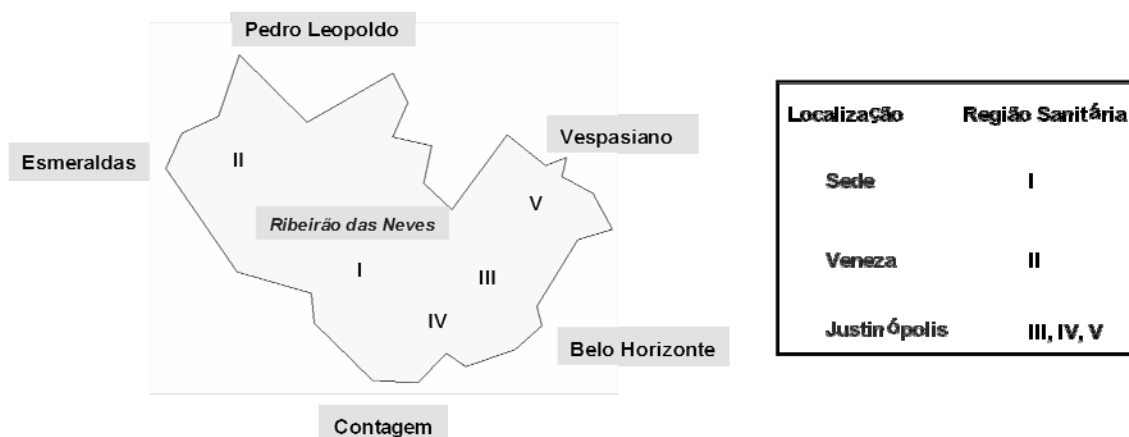 Pedro Leopoldo
Vespasiano
Esmeraldas
II
V
Ribeirão das Neves
I
III
IV
Belo Horizonte
Contagem
Localização Região Sanitária
Sede I
Veneza II
Justinópolis III, IV, V